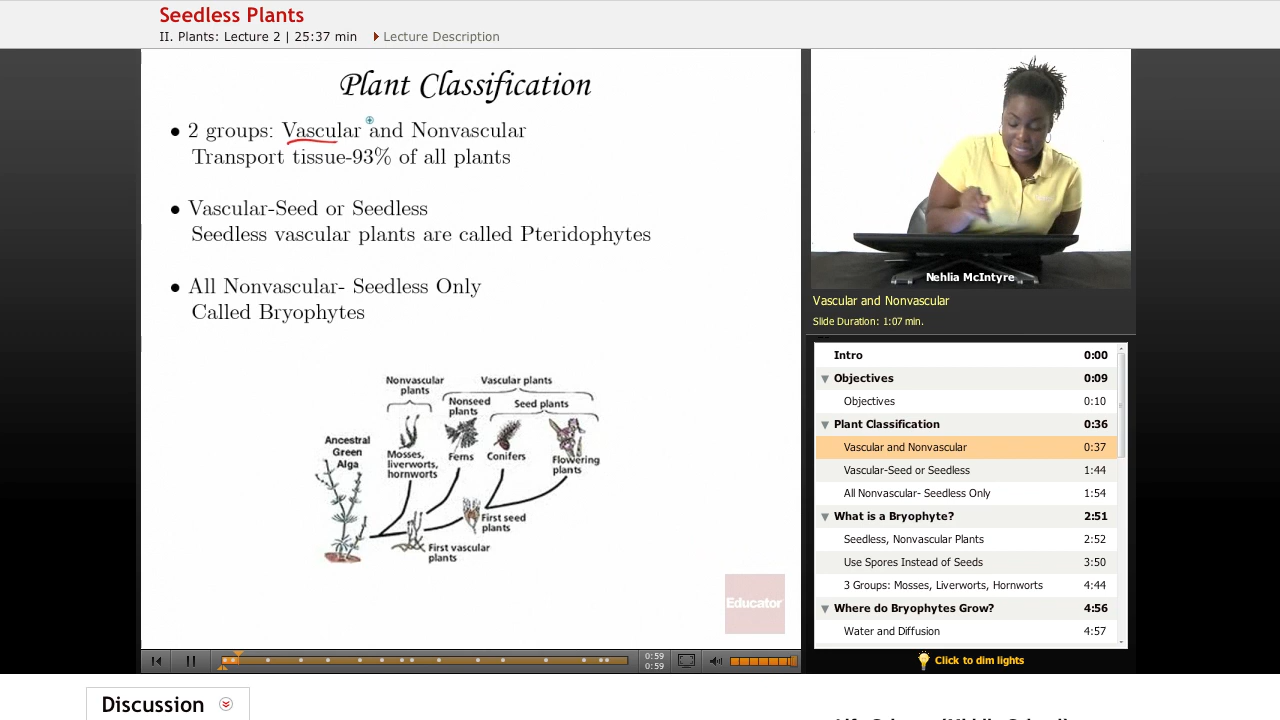 Seedless Plants
II. Plants: Lecture 2 | 25:37 min
Lecture Description
Plant Classification
• 2 groups: Vascular and Nonvascular
Transport tissue-93% of all plants
• Vascular-Seed or Seedless
Seedless vascular plants are called Pteridophytes
• All Nonvascular- Seedless Only
Called Bryophytes
Nonvascular plants
Vascular plants
Nonseed plants
Seed plants
Ancestral Green Alga
Mosses, liverworts, hornworts
Ferns
Conifers
Flowering plants
First seed plants
First vascular plants
Educator
0:59
0:59
Nehlia McIntyre
Vascular and Nonvascular
Slide Duration: 1:07 min.
Intro 0:00
Objectives 0:09
Objectives 0:10
Plant Classification 0:36
Vascular and Nonvascular 0:37
Vascular-Seed or Seedless 1:44
All Nonvascular- Seedless Only 1:54
What is a Bryophyte? 2:51
Seedless, Nonvascular Plants 2:52
Use Spores Instead of Seeds 3:50
3 Groups: Mosses, Liverworts, Hornworts 4:44
Where do Bryophytes Grow? 4:56
Water and Diffusion 4:57
Click to dim lights
Discussion